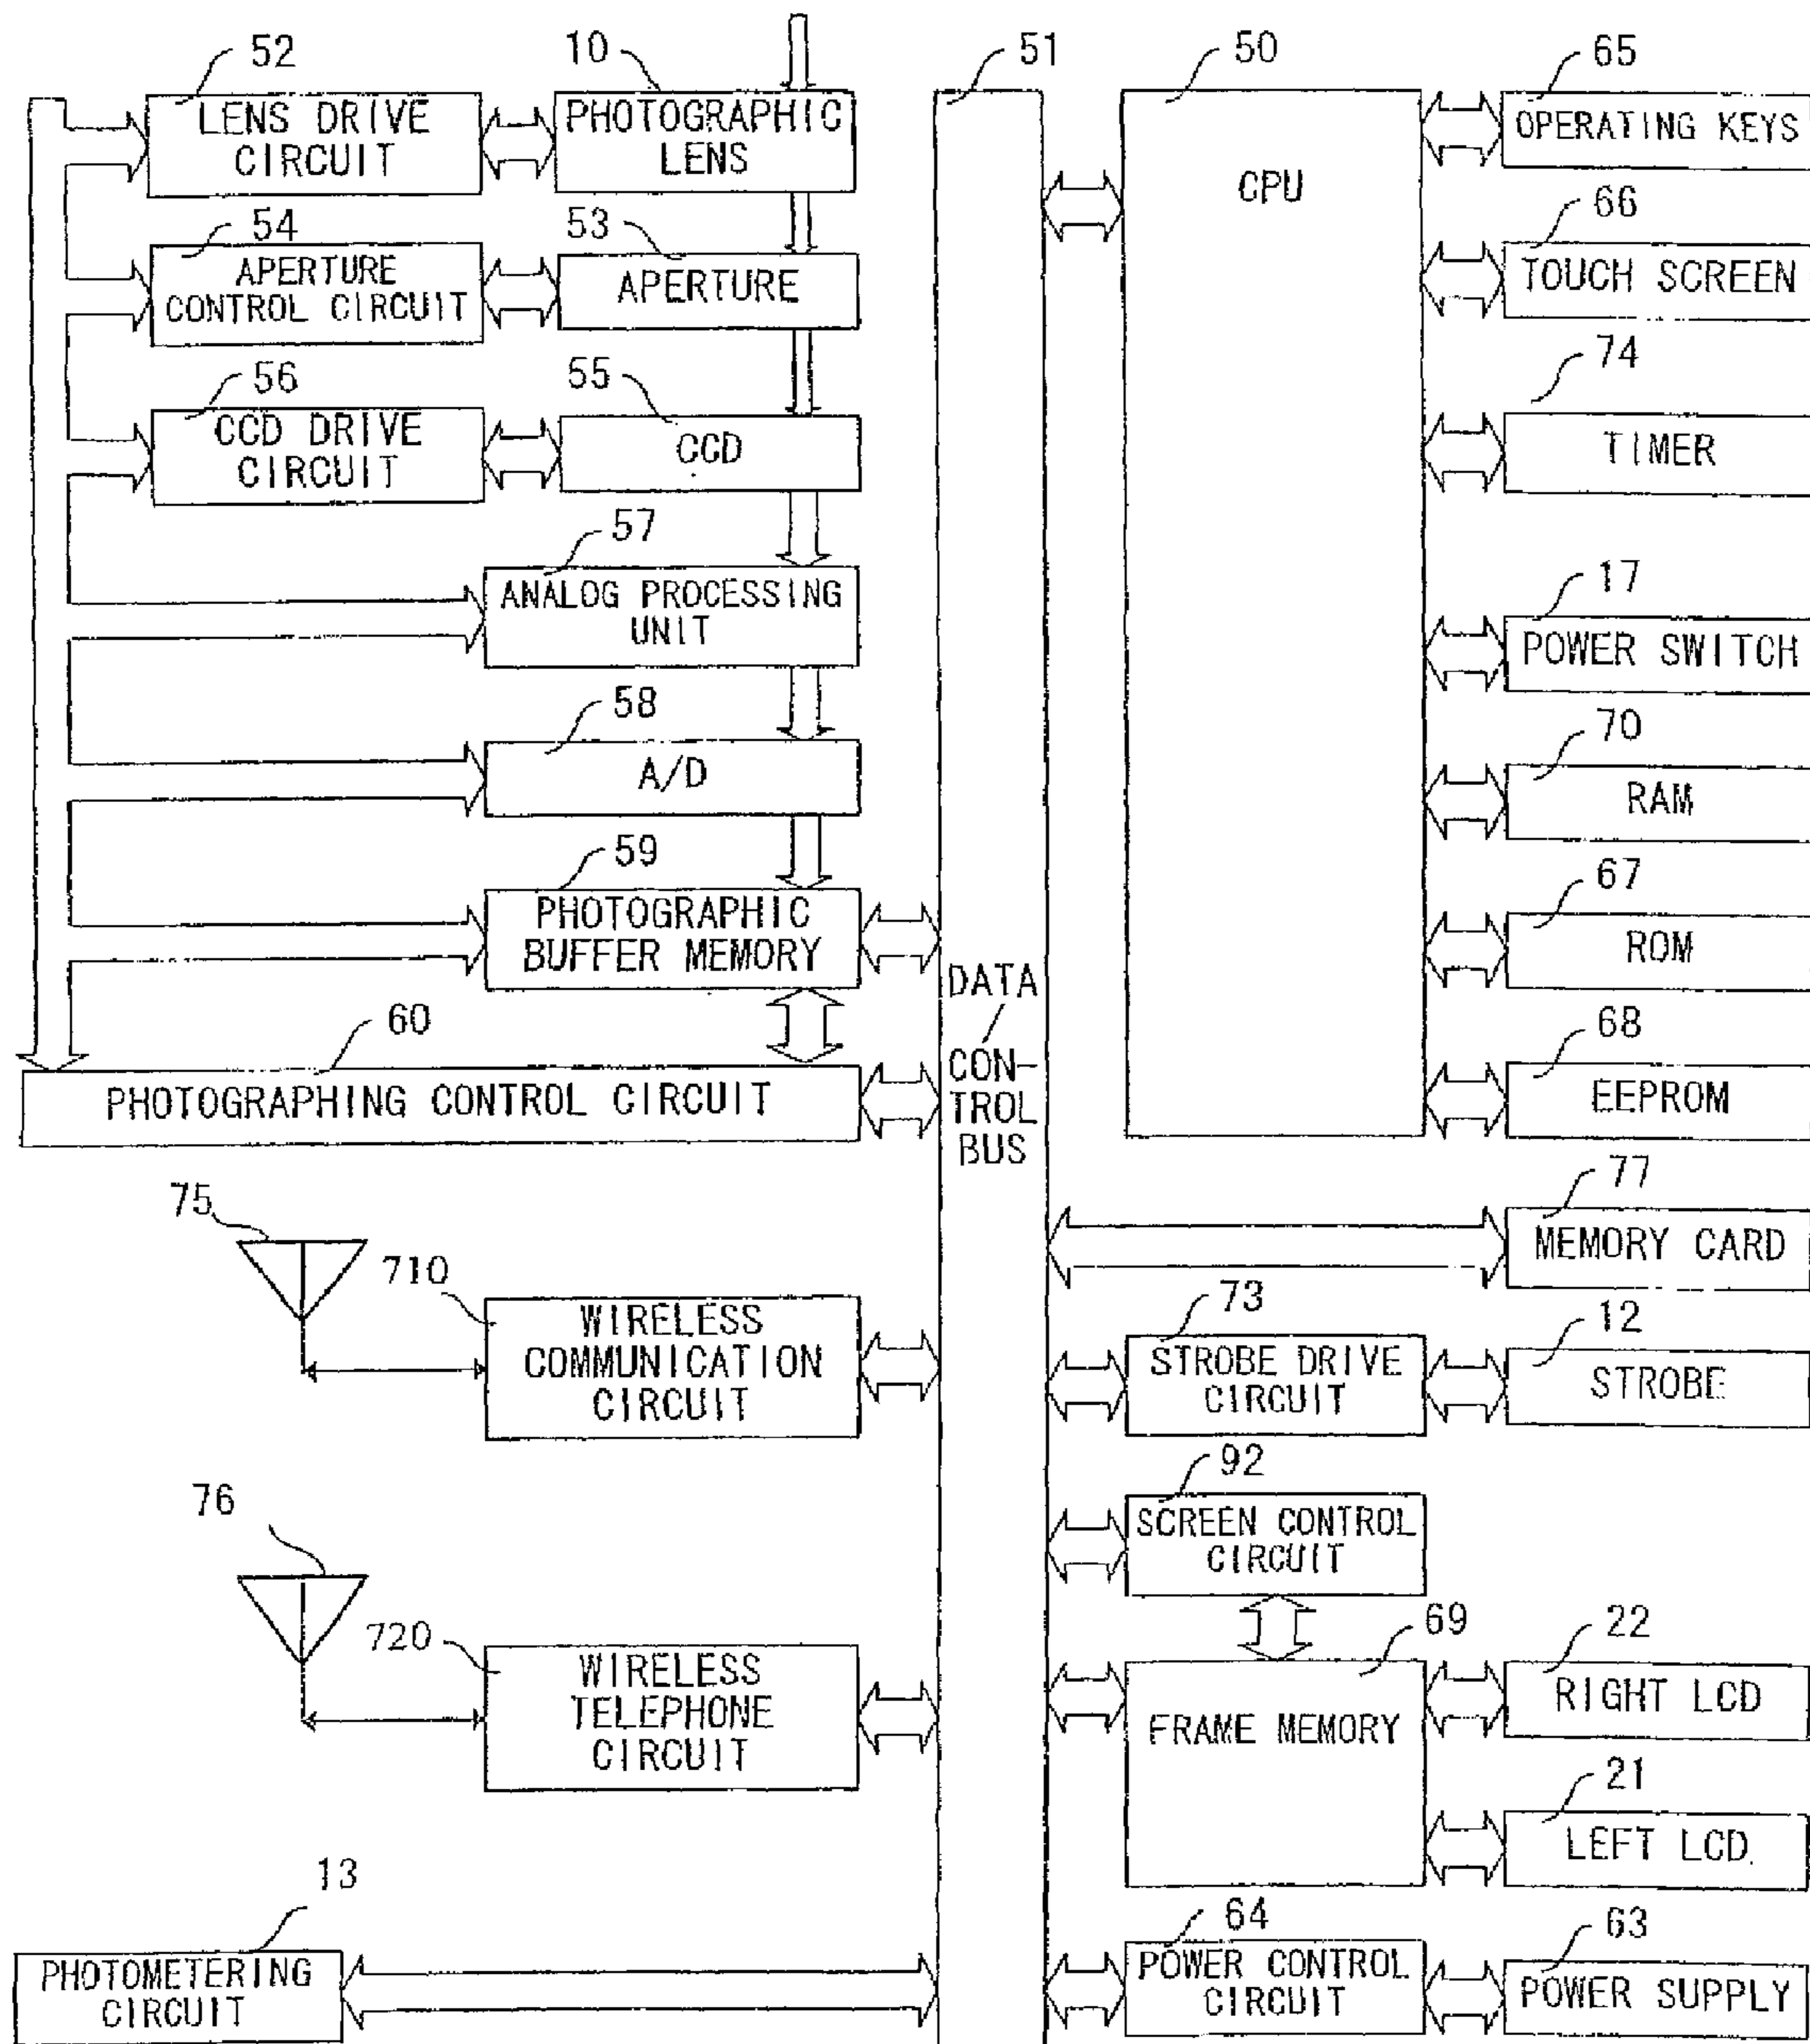 52
LENS DRIVE
CIRCUIT
10
PHOTOGRAPHIC
LENS
54
APERTURE
CONTROL CIRCUIT
53
APERTURE
56
CCD DRIVE
CIRCUIT
55
CCD
57
ANALOG PROCESSING
UNIT
58
A/D
59
PHOTOGRAPHIC
BUFFER MEMORY
60
PHOTOGRAPHING CONTROL CIRCUIT
75
710
WIRELESS
COMMUNICATION
CIRCUIT
76
720
WIRELESS
TELEPHONE
CIRCUIT
13
PHOTOMETERING
CIRCUIT
51
DATA
/
CON-
TROL
BUS
50
CPU
65
OPERATING KEYS
66
TOUCH SCREEN
74
TIMER
17
POWER SWITCH
70
RAM
67
ROM
68
EEPROM
77
MEMORY CARD
73
STROBE DRIVE
CIRCUIT
12
STROBE
92
SCREEN CONTROL
CIRCUIT
69
FRAME MEMORY
22
RIGHT LCD
21
LEFT LCD
64
POWER CONTROL
CIRCUIT
63
POWER SUPPLY